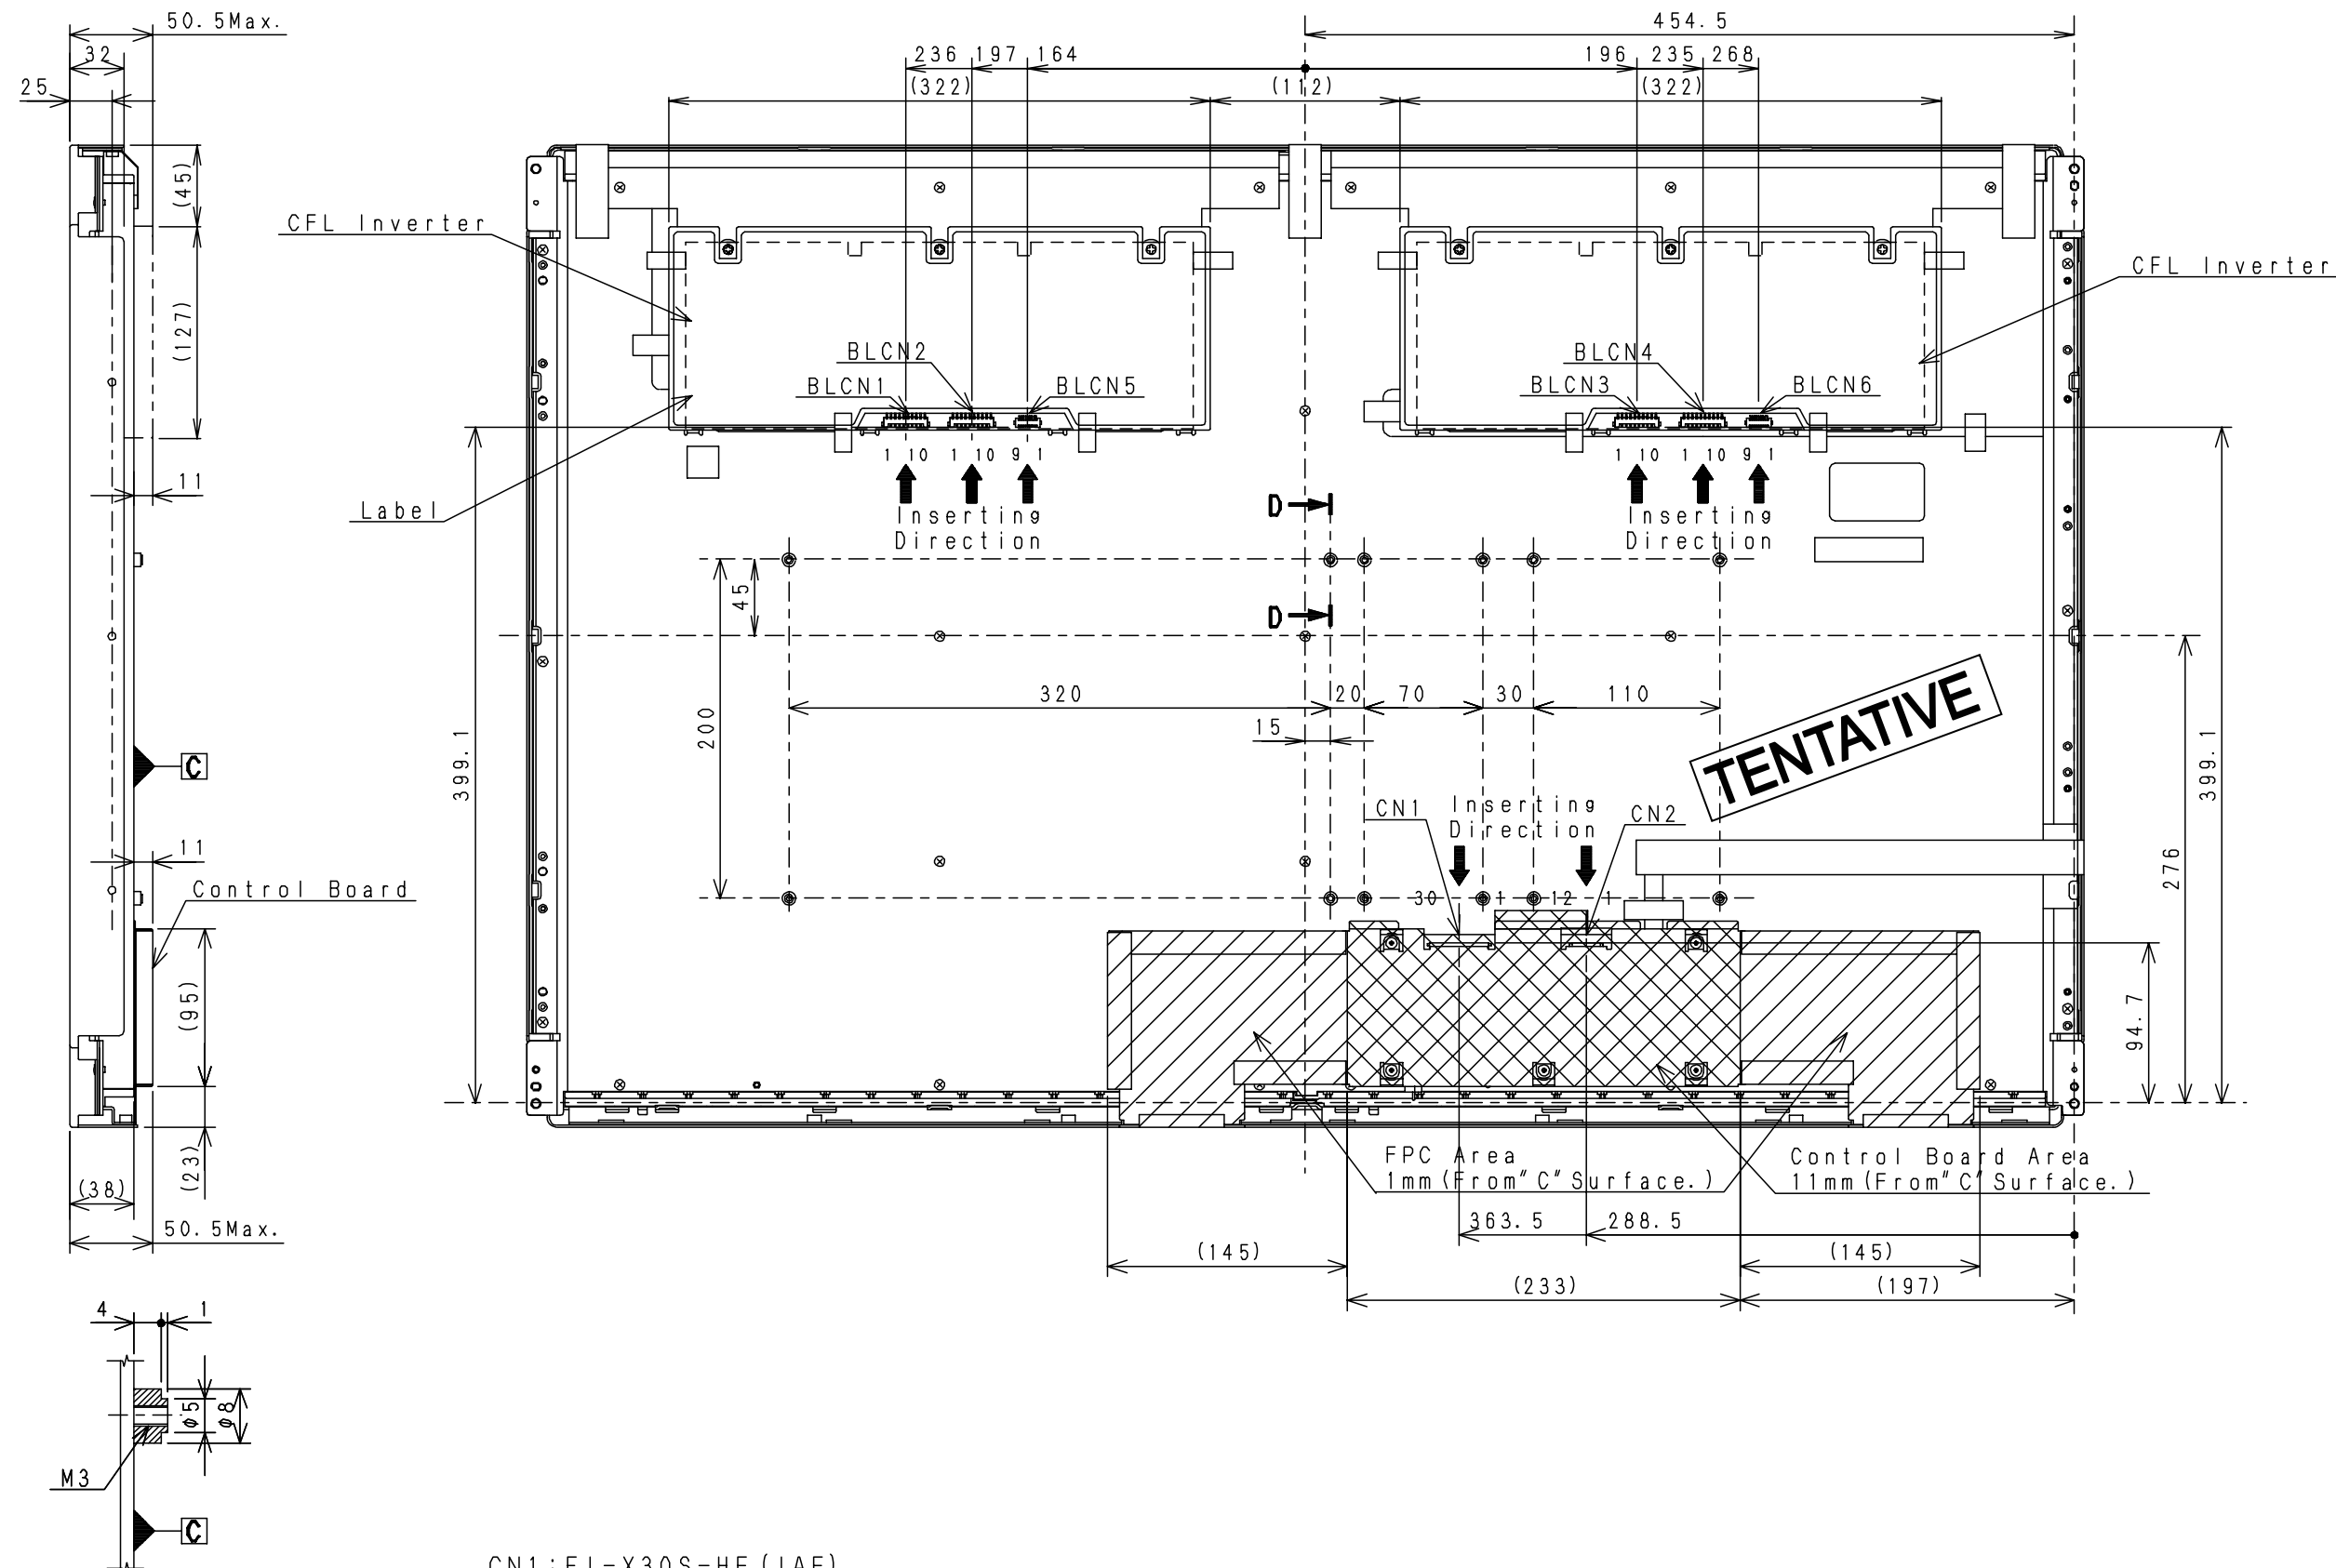 50.5Max.
454.5
32
236
197
164
196
235
268
25
(322)
(112)
(322)
(45)
CFL Inverter
CFL Inverter
(127)
BLCN2
BLCN4
BLCN1
BLCN5
BLCN3
BLCN6
1 10 1 10 9 1
1 10 1 10 9 1
11
Label
Inserting
Direction
D
Inserting
Direction
45
D
320
20
70
30
110
200
15
TENTATIVE
399.1
399.1
C
CN1
Inserting
Direction
CN2
11
276
Control Board
30 1 12 1
(95)
94.7
FPC Area
1mm(From"C"Surface.)
Control Board Area
11mm(From"C"Surface.)
(23)
(38)
50.5Max.
363.5
288.5
(145)
(145)
(233)
(197)
4
1
φ5
φ8
M3
C